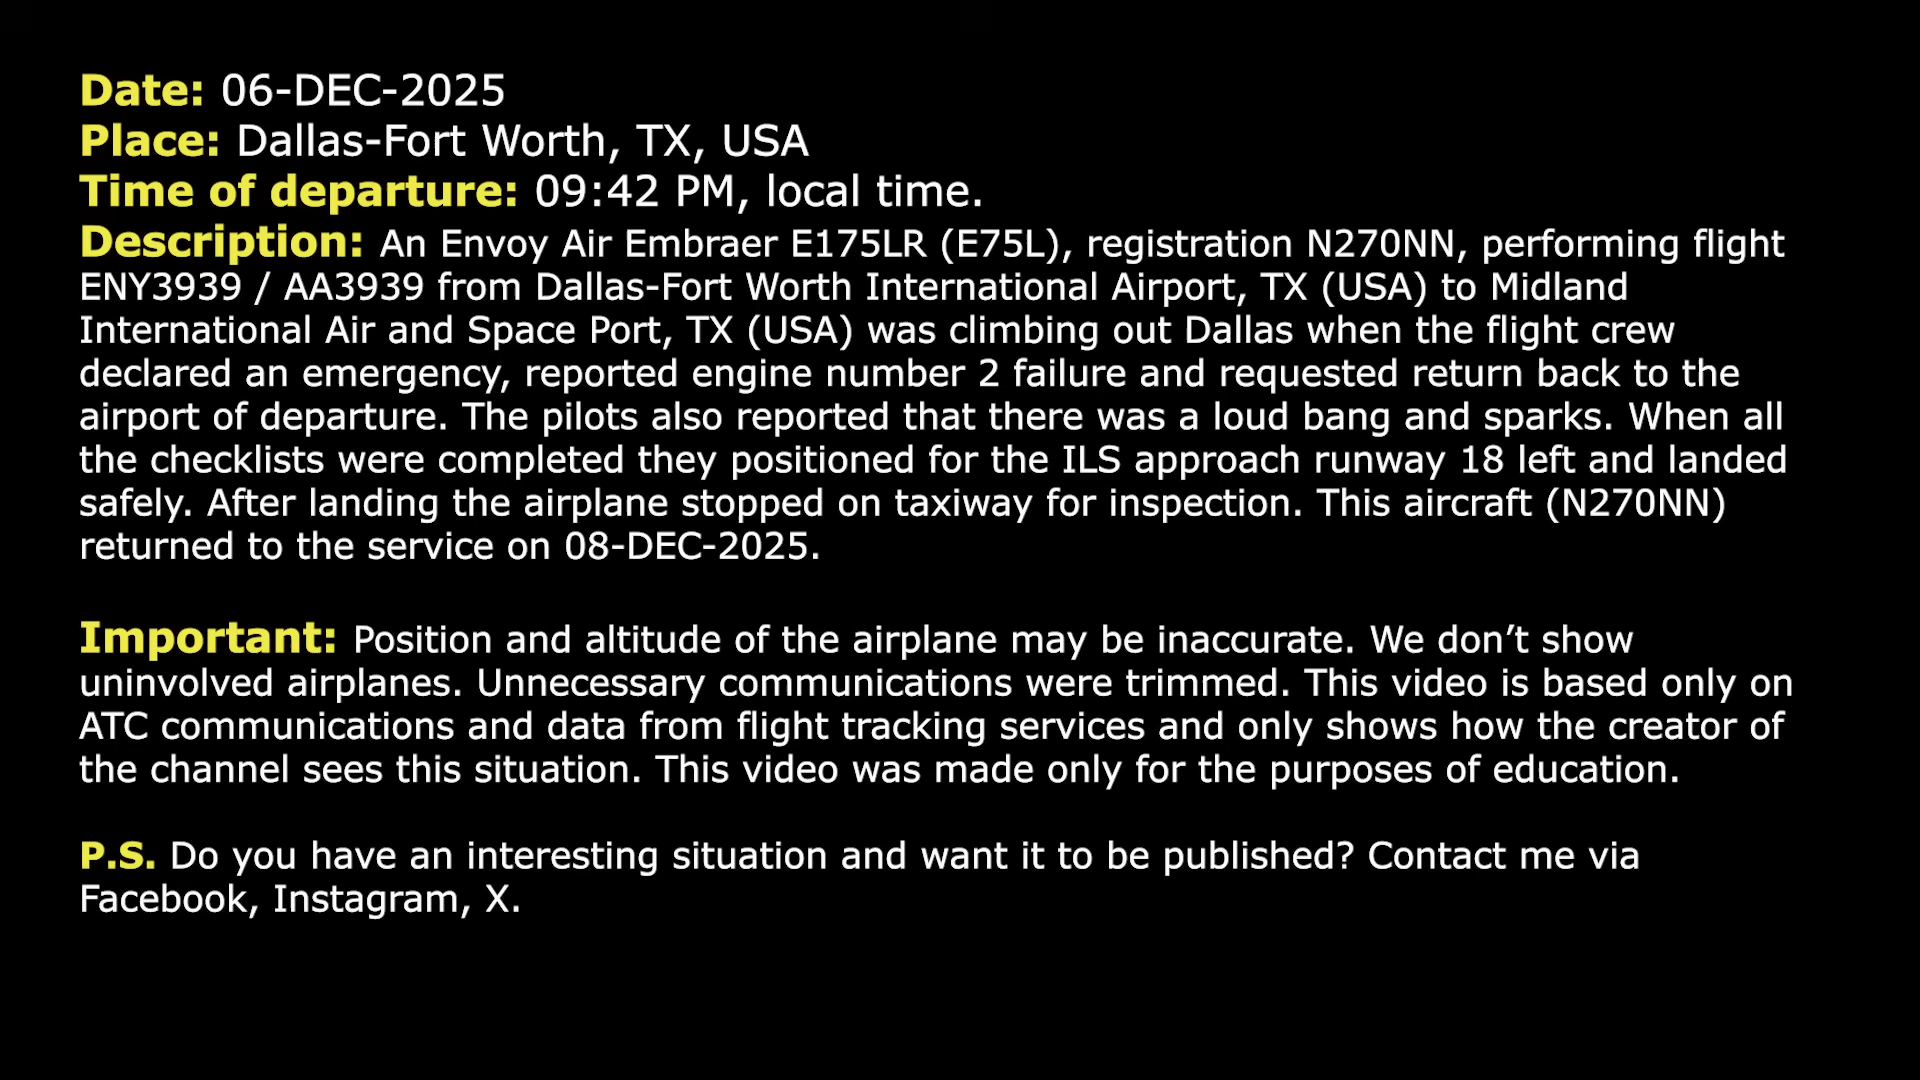 Date: 06-DEC-2025
Place: Dallas-Fort Worth, TX, USA
Time of departure: 09:42 PM, local time.
Description: An Envoy Air Embraer E175LR (E75L), registration N270NN, performing flight
ENY3939 / AA3939 from Dallas-Fort Worth International Airport, TX (USA) to Midland
International Air and Space Port, TX (USA) was climbing out Dallas when the flight crew
declared an emergency, reported engine number 2 failure and requested return back to the
airport of departure. The pilots also reported that there was a loud bang and sparks. When all
the checklists were completed they positioned for the ILS approach runway 18 left and landed
safely. After landing the airplane stopped on taxiway for inspection. This aircraft (N270NN)
returned to the service on 08-DEC-2025.
Important: Position and altitude of the airplane may be inaccurate. We don’t show
uninvolved airplanes. Unnecessary communications were trimmed. This video is based only on
ATC communications and data from flight tracking services and only shows how the creator of
the channel sees this situation. This video was made only for the purposes of education.
P.S. Do you have an interesting situation and want it to be published? Contact me via
Facebook, Instagram, X.